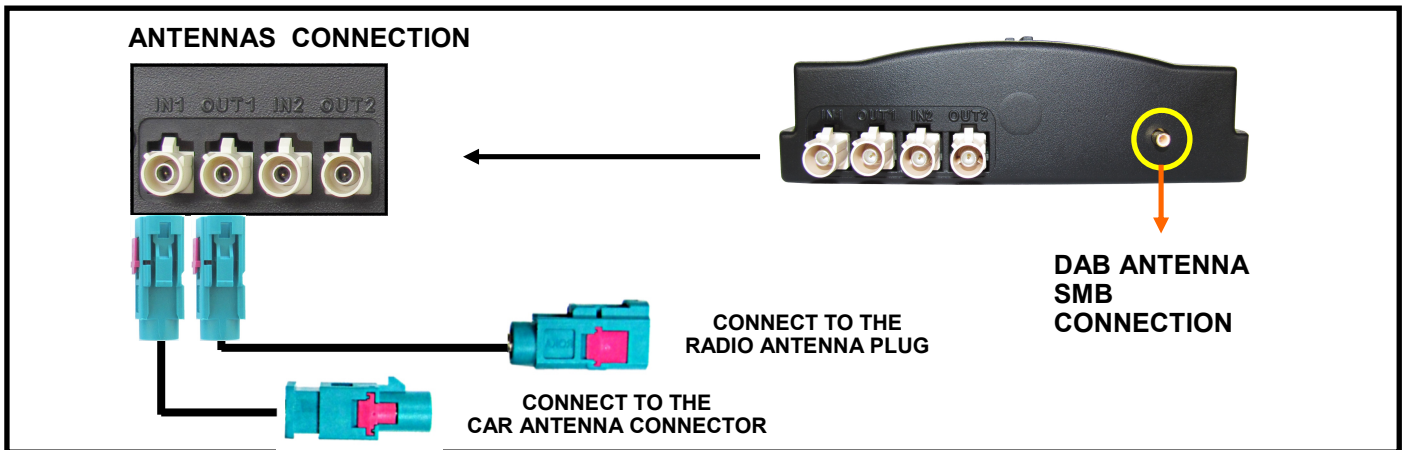 ANTENNAS CONNECTION
IN1 OUT1 IN2 OUT2
IN1 OUT1 IN2 OUT2
DAB ANTENNA
SMB
CONNECTION
CONNECT TO THE
RADIO ANTENNA PLUG
CONNECT TO THE
CAR ANTENNA CONNECTOR